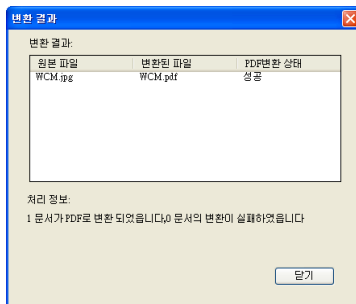 변환 결과
변환 결과:
원본 파일 변환된 파일 PDF변환 상태
WCM.jpg WCM.pdf 성공
처리 정보:
1 문서가 PDF로 변환 되었읍니다,0 문서의 변환이 실패하였읍니다
닫기